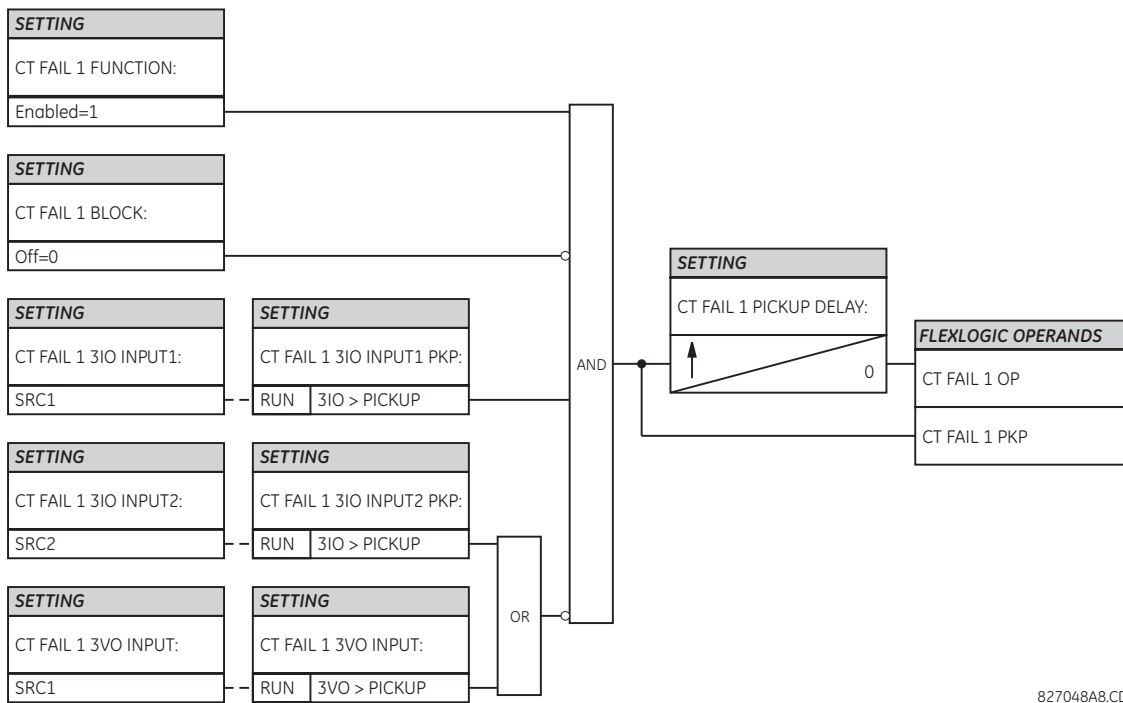 SETTING
CT FAIL 1 FUNCTION:
Enabled=1
SETTING
CT FAIL 1 BLOCK:
Off=0
SETTING
CT FAIL 1 3IO INPUT1:
SRC1
SETTING
CT FAIL 1 3IO INPUT1 PKP:
RUN 3IO > PICKUP
SETTING
CT FAIL 1 3IO INPUT2:
SRC2
SETTING
CT FAIL 1 3IO INPUT2 PKP:
RUN 3IO > PICKUP
SETTING
CT FAIL 1 3VO INPUT:
SRC1
SETTING
CT FAIL 1 3VO INPUT:
RUN 3VO > PICKUP
OR
AND
SETTING
CT FAIL 1 PICKUP DELAY:
0
FLEXLOGIC OPERANDS
CT FAIL 1 OP
CT FAIL 1 PKP